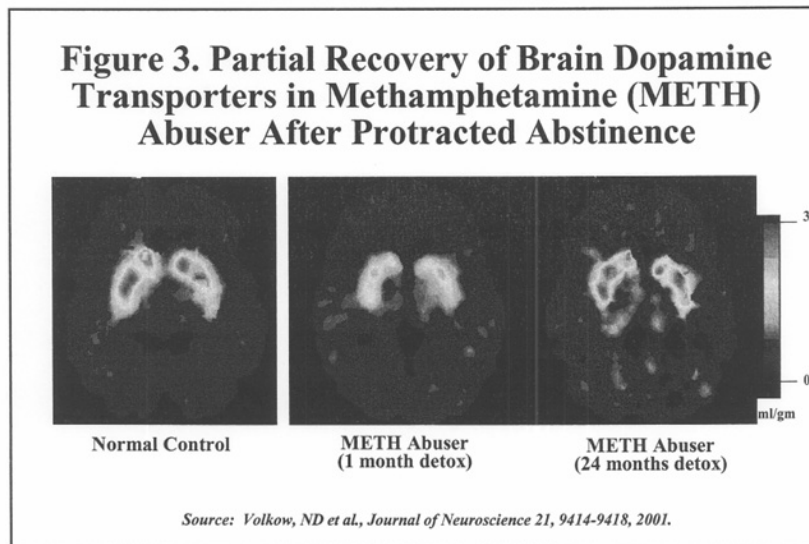 Figure 3. Partial Recovery of Brain Dopamine
Transporters in Methamphetamine (METH)
Abuser After Protracted Abstinence
3
0
ml/gm
Normal Control
METH Abuser
(1 month detox)
METH Abuser
(24 months detox)
Source: Volkow, ND et al., Journal of Neuroscience 21, 9414-9418, 2001.